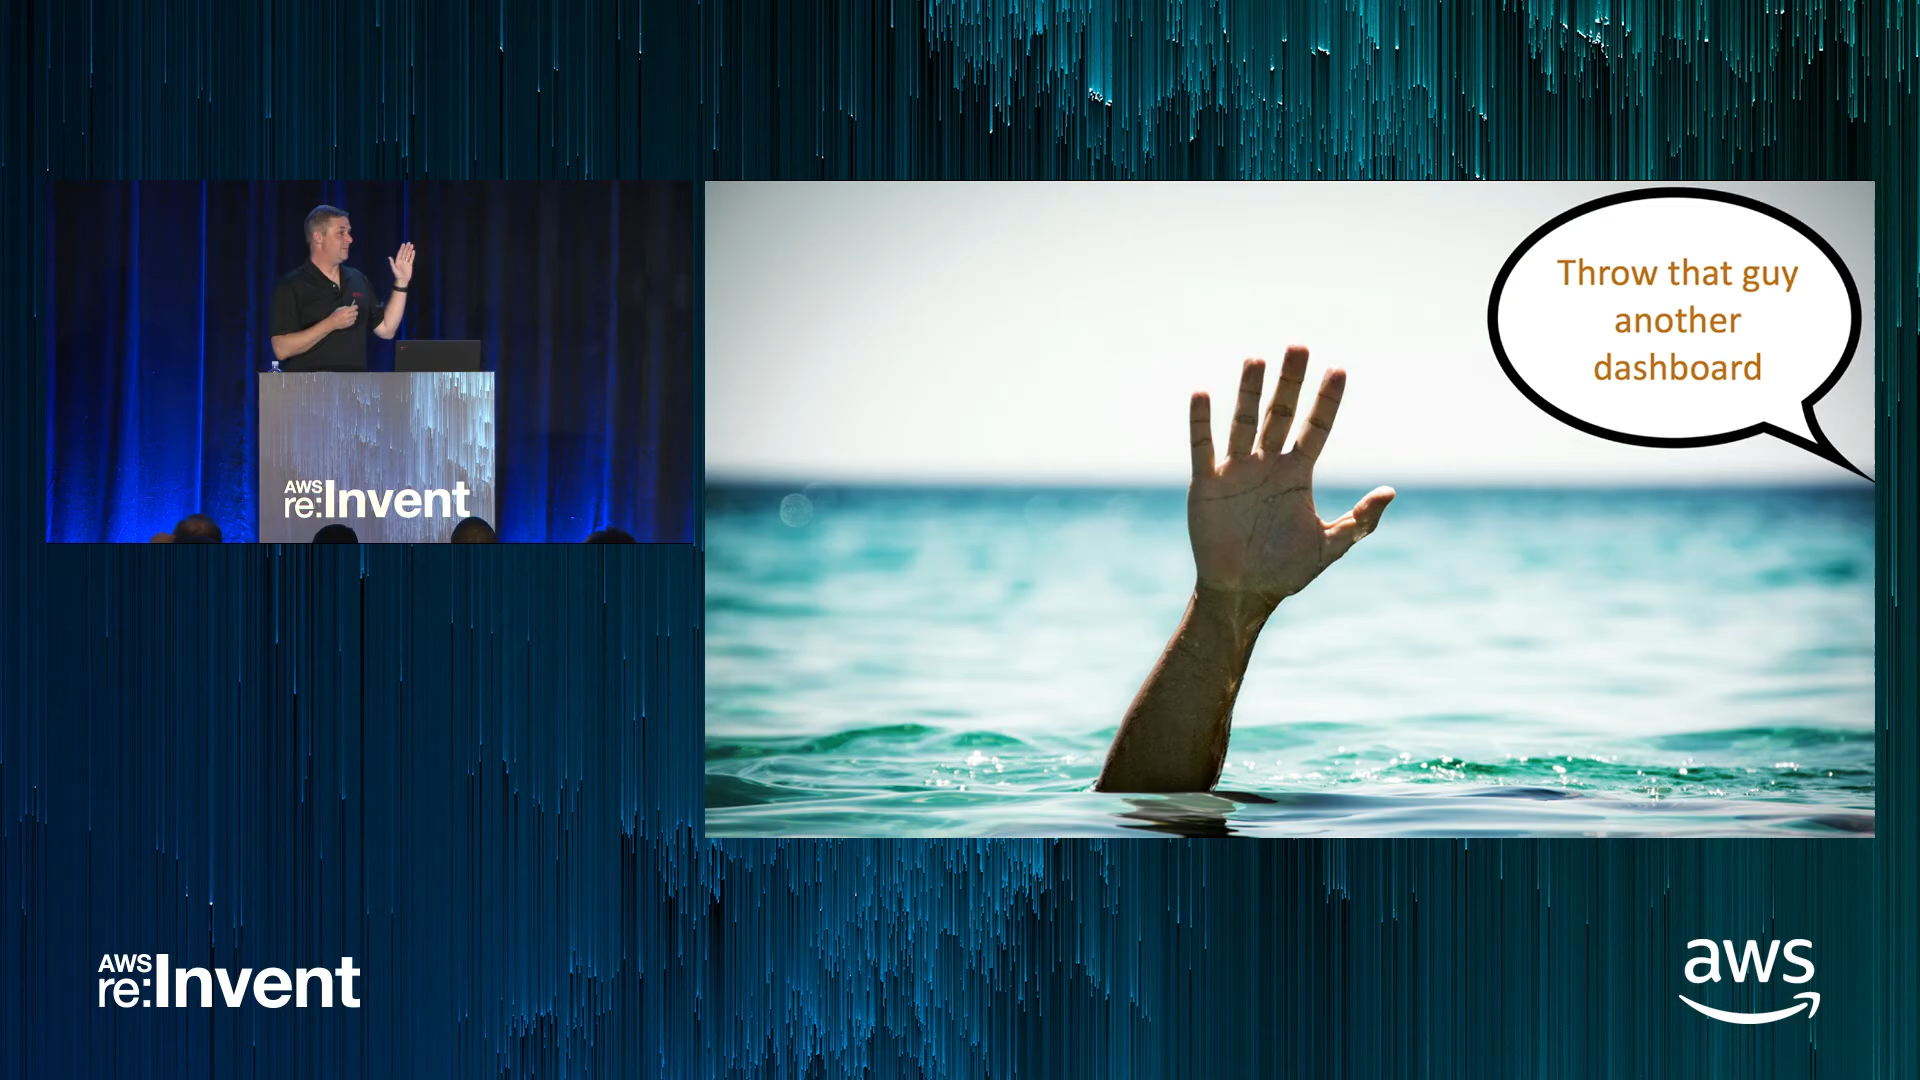 Throw that guy
another
dashboard
AWS
re:Invent
AWS
re:Invent
aws